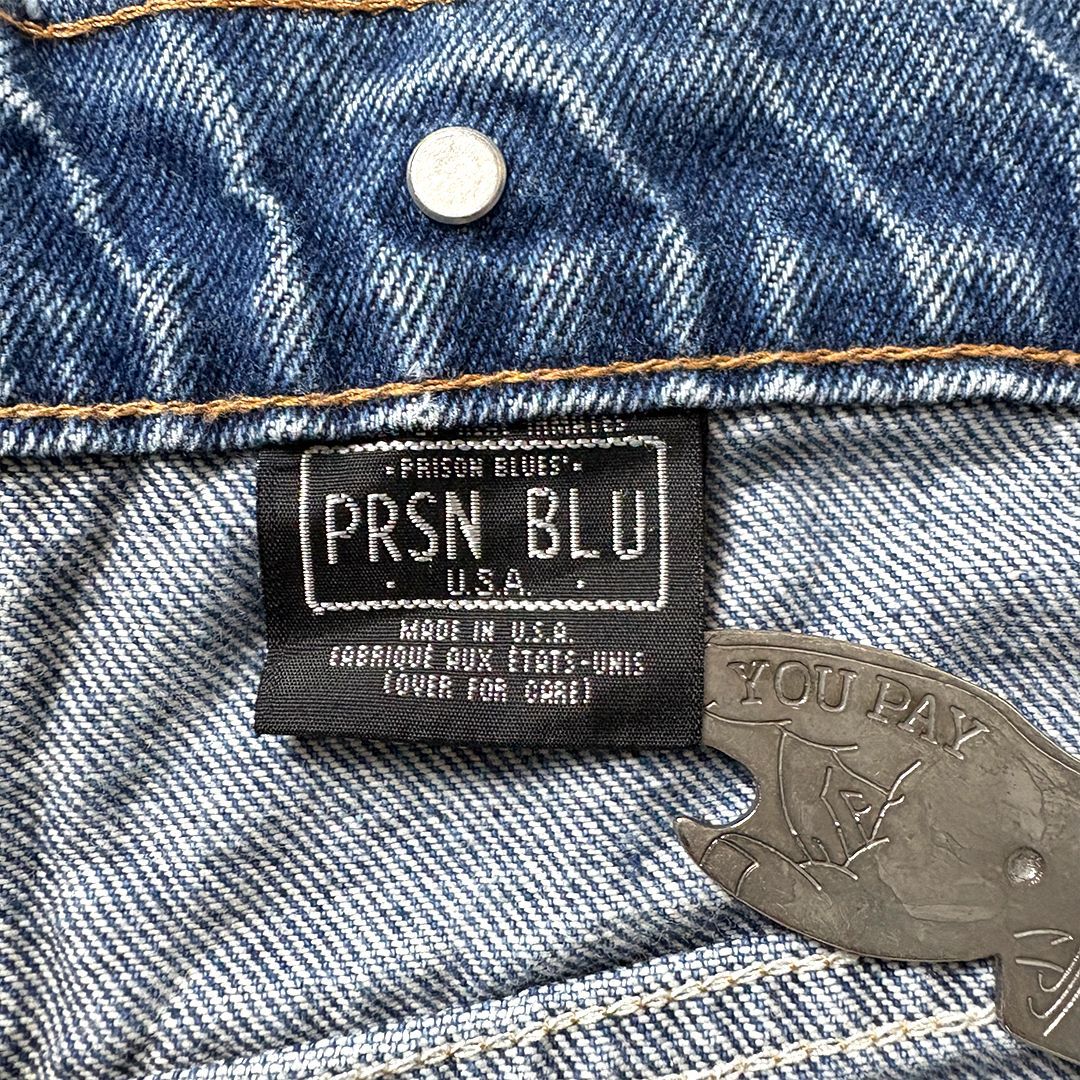 ·PRISON BLUES·
PRSN BLU
· U.S.A. ·
MADE IN U.S.A.
FABRIQUÉ AUX ÉTATS-UNIS
(OVER FOR CARE)
YOU PAY